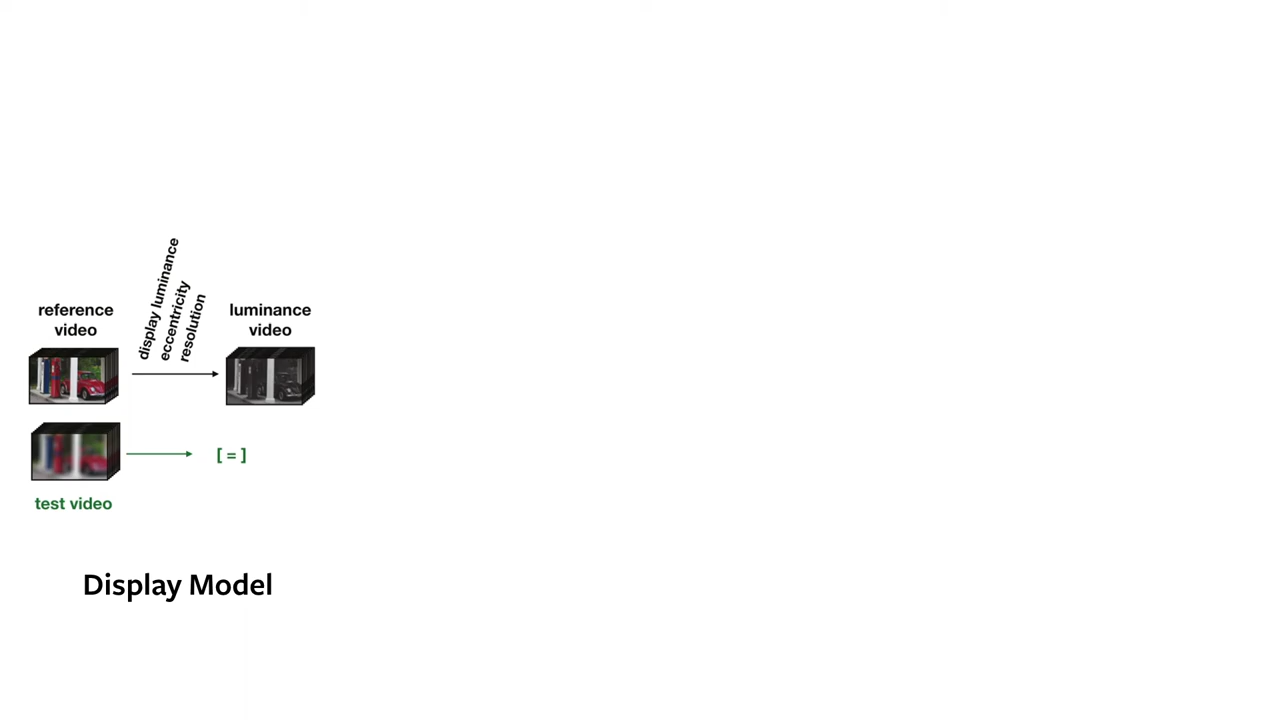 display luminance
eccentricity
resolution
reference
video
luminance
video
[ = ]
test video
Display Model